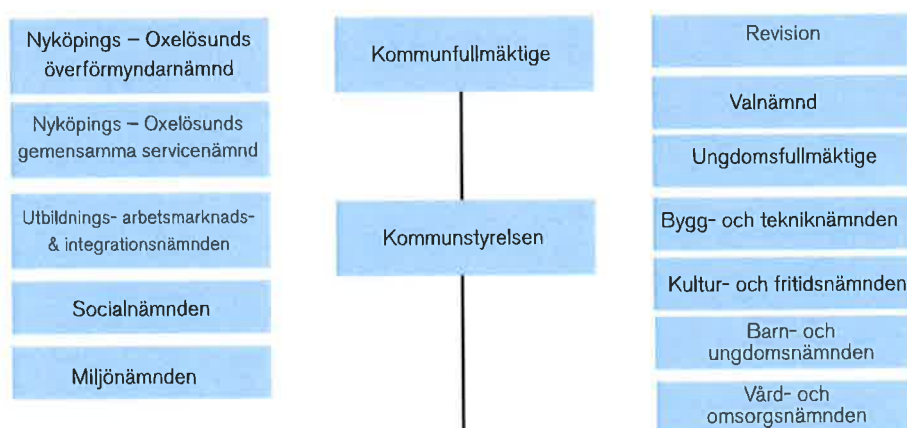 Nyköpings – Oxelösunds
överförmyndarnämnd
Nyköpings – Oxelösunds
gemensamma servicenämnd
Utbildnings- arbetsmarknads-
& integrationsnämnden
Socialnämnden
Miljönämnden
Kommunfullmäktige
Kommunstyrelsen
Revision
Valnämnd
Ungdomsfullmäktige
Bygg- och tekniknämnden
Kultur- och fritidsnämnden
Barn- och
ungdomsnämnden
Vård- och
omsorgsnämnden